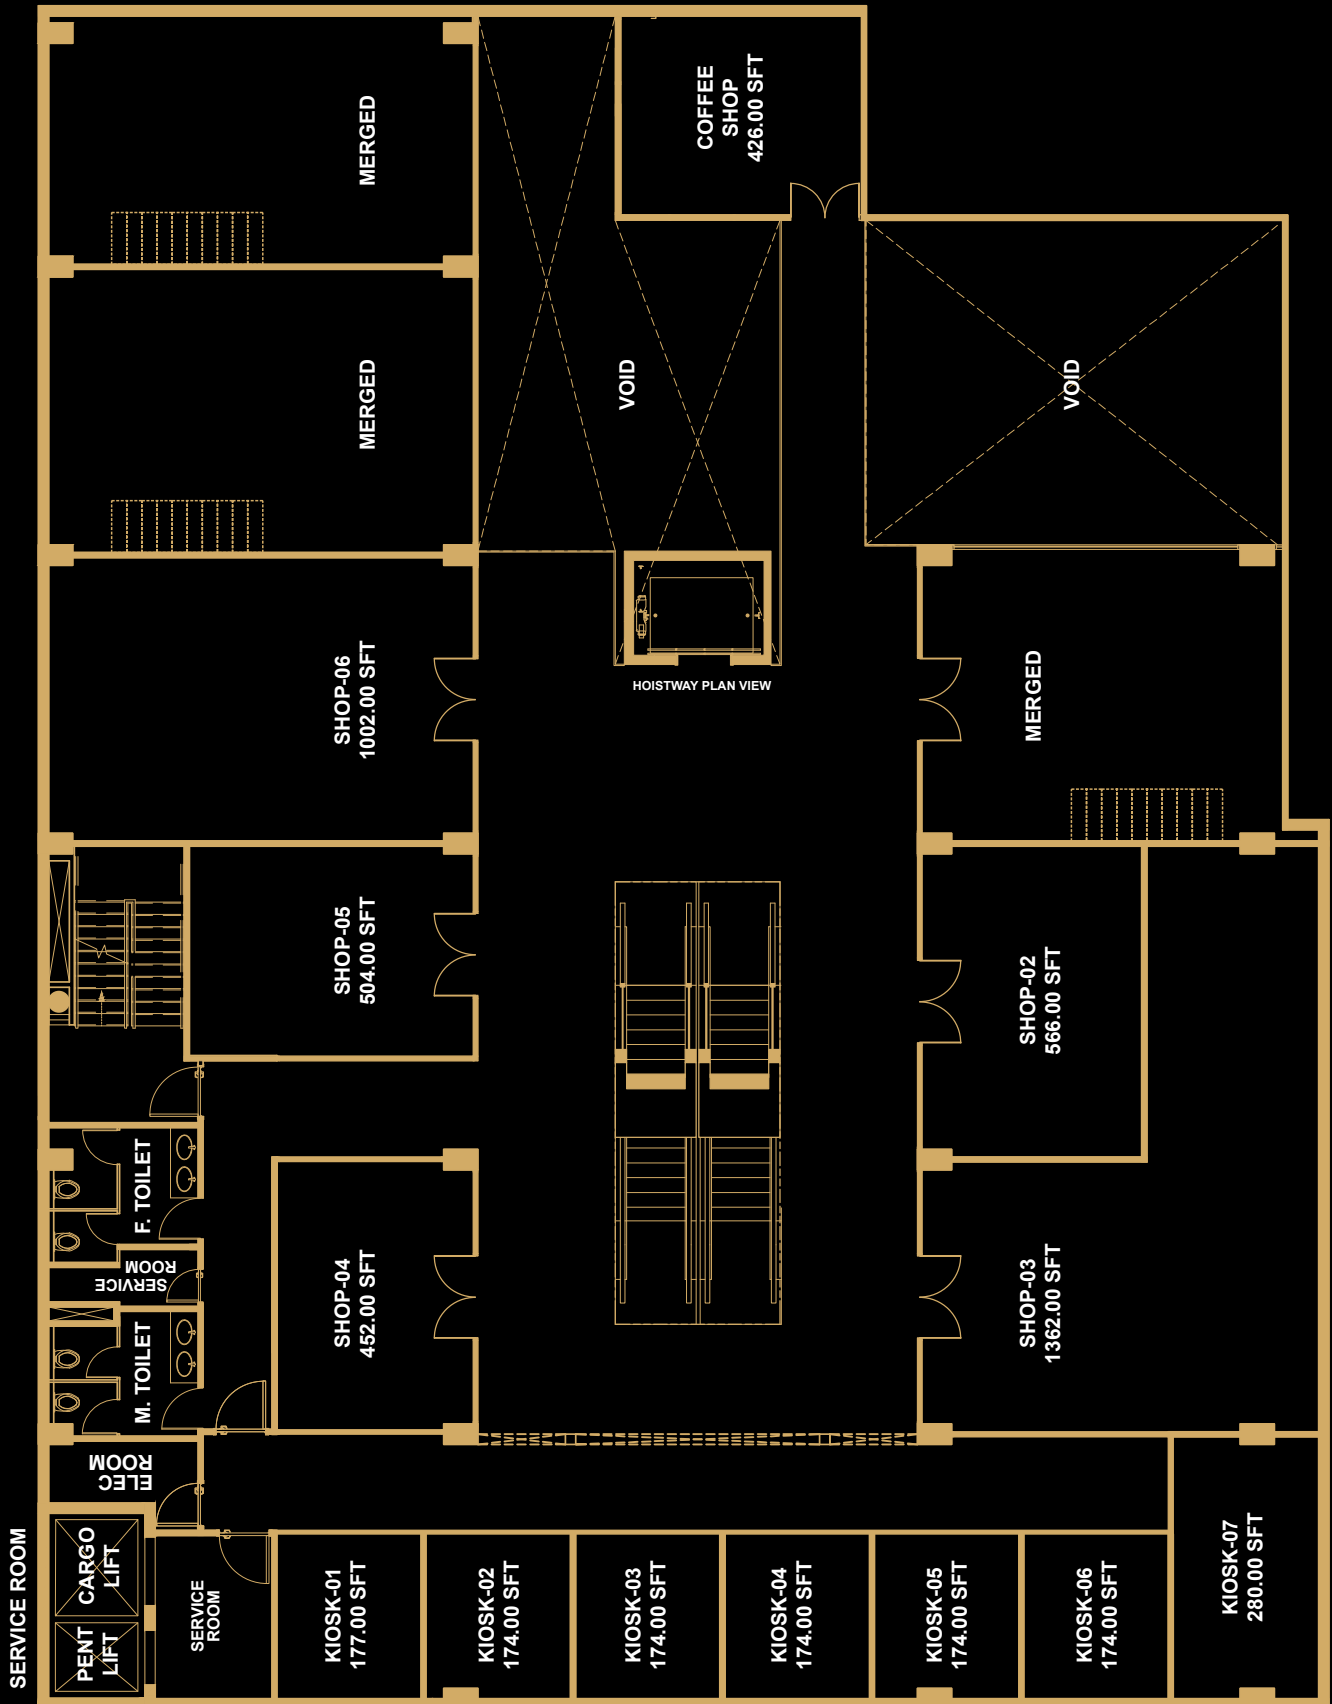 COFFEE
SHOP
426.00 SFT
MERGED
MERGED
VOID
VOID
SHOP-06
1002.00 SFT
HOISTWAY PLAN VIEW
MERGED
SHOP-05
504.00 SFT
SHOP-02
566.00 SFT
F. TOILET
SERVICE
ROOM
SHOP-04
452.00 SFT
SHOP-03
1362.00 SFT
M. TOILET
ELEC
ROOM
SERVICE ROOM
CARGO
LIFT
PENT
LIFT
SERVICE
ROOM
KIOSK-01
177.00 SFT
KIOSK-02
174.00 SFT
KIOSK-03
174.00 SFT
KIOSK-04
174.00 SFT
KIOSK-05
174.00 SFT
KIOSK-06
174.00 SFT
KIOSK-07
280.00 SFT